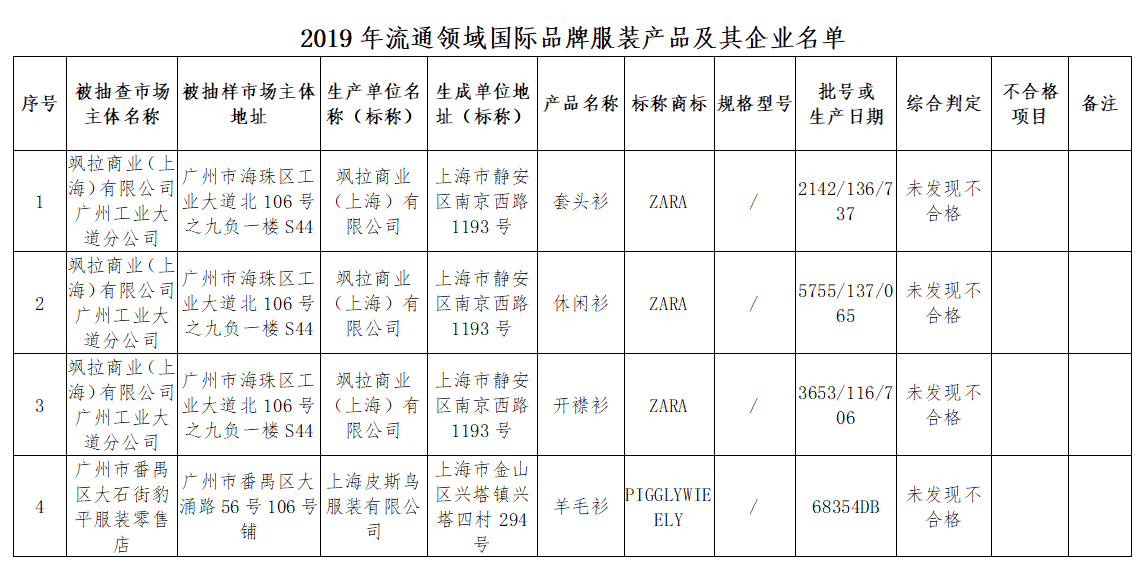 2019 年流通领域国际品牌服装产品及其企业名单
序号
被抽查市场
主体名称
被抽样市场主体
地址
生产单位名
称（标称）
生成单位地
址（标称）
产品名称
标称商标
规格型号
批号或
生产日期
综合判定
不合格
项目
备注
1
飒拉商业（上
海）有限公司
广州工业大
道分公司
广州市海珠区工
业大道北 106 号
之九负一楼 S44
飒拉商业
（上海）有
限公司
上海市静安
区南京西路
1193 号
套头衫
ZARA
/
2142/136/7
37
未发现不
合格
2
飒拉商业（上
海）有限公司
广州工业大
道分公司
广州市海珠区工
业大道北 106 号
之九负一楼 S44
飒拉商业
（上海）有
限公司
上海市静安
区南京西路
1193 号
休闲衫
ZARA
/
5755/137/0
65
未发现不
合格
3
飒拉商业（上
海）有限公司
广州工业大
道分公司
广州市海珠区工
业大道北 106 号
之九负一楼 S44
飒拉商业
（上海）有
限公司
上海市静安
区南京西路
1193 号
开襟衫
ZARA
/
3653/116/7
06
未发现不
合格
4
广州市番禺
区大石街豹
平服装零售
店
广州市番禺区大
涌路 56 号 106 号
铺
上海皮斯鸟
服装有限公
司
上海市金山
区兴塔镇兴
塔四村 294
号
羊毛衫
PIGGLYWIE
ELY
/
68354DB
未发现不
合格